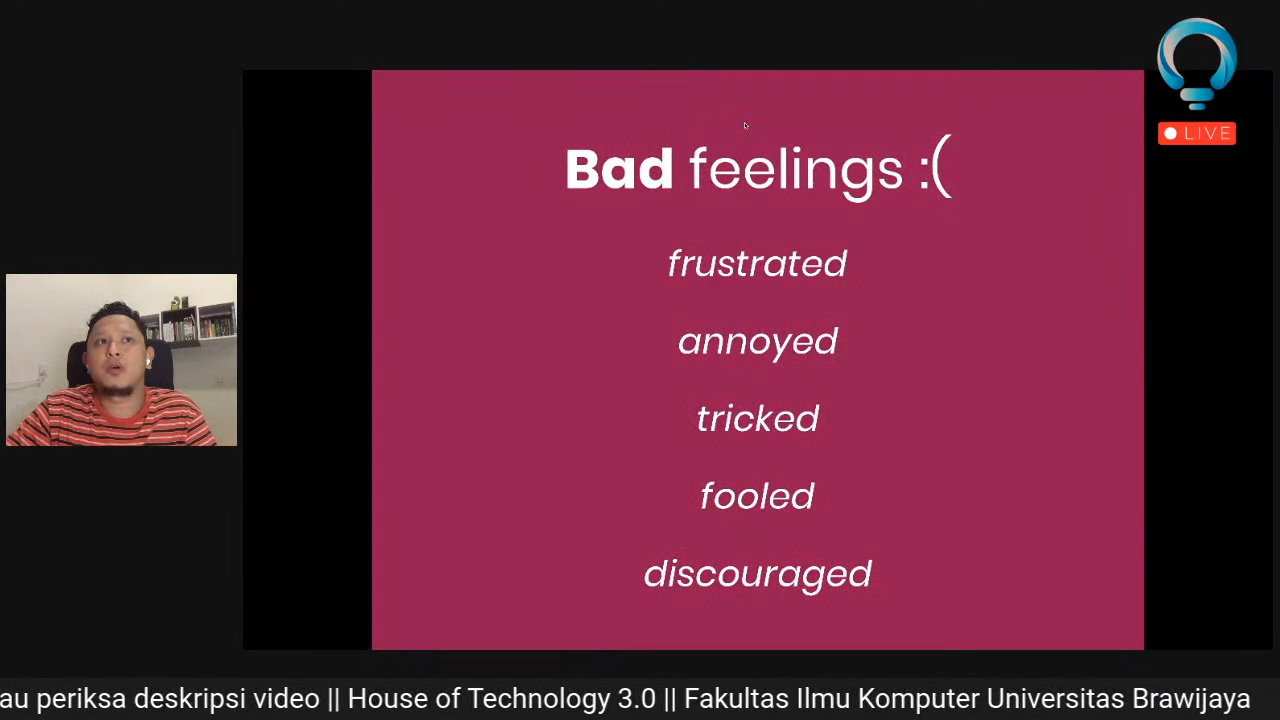 LIVE
Bad feelings :(
frustrated
annoyed
tricked
fooled
discouraged
au periksa deskripsi video || House of Technology 3.0 || Fakultas Ilmu Komputer Universitas Brawijaya